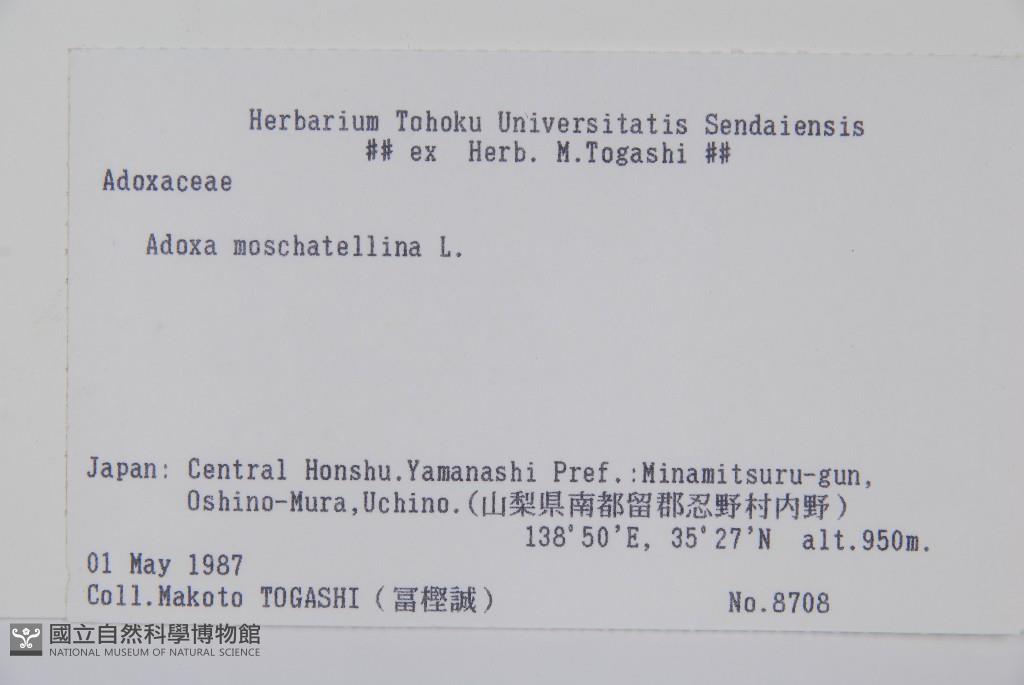 Herbarium Tohoku Universitatis Sendaiensis
## ex Herb. M.Togashi ##
Adoxaceae
Adoxa moschatellina L.
Japan: Central Honshu.Yamanashi Pref.:Minamitsuru-gun,
Oshino-Mura,Uchino.(山梨県南都留郡忍野村内野)
138°50'E, 35°27'N alt.950m.
01 May 1987
Coll.Makoto TOGASHI (冨樫誠)
No.8708
國立自然科學博物館
NATIONAL MUSEUM OF NATURAL SCIENCE